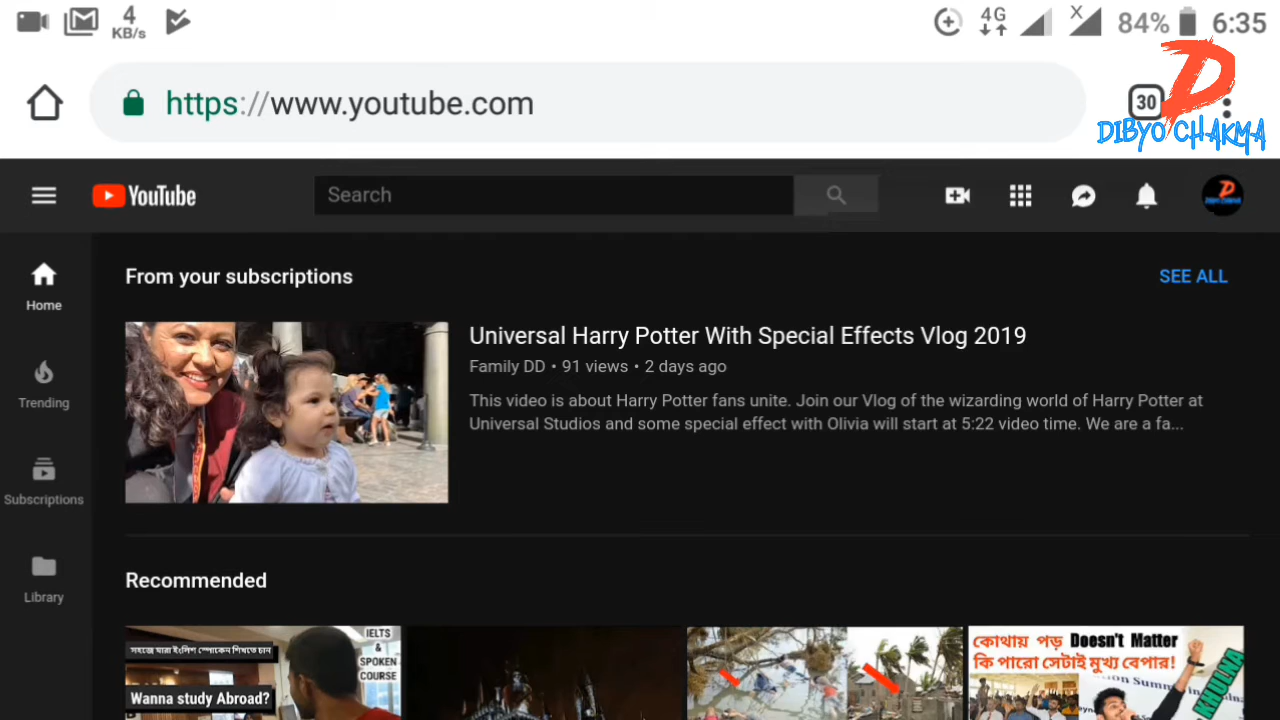 4
KB/s
4G
X
84%
6:35
https://www.youtube.com
30
D
DIBYO CHAKMA
YouTube
Search
Home
From your subscriptions
SEE ALL
Universal Harry Potter With Special Effects Vlog 2019
Family DD • 91 views • 2 days ago
This video is about Harry Potter fans unite. Join our Vlog of the wizarding world of Harry Potter at
Universal Studios and some special effect with Olivia will start at 5:22 video time. We are a fa...
Trending
Subscriptions
Library
Recommended
সহজে যারা ইংলিশ স্পোকেন শিখতে চান
IELTS
&
SPOKEN
COURSE
Wanna study Abroad?
কোথায় পড় Doesn't Matter
কি পারো সেটাই মুখ্য বেপার!
KHULNA